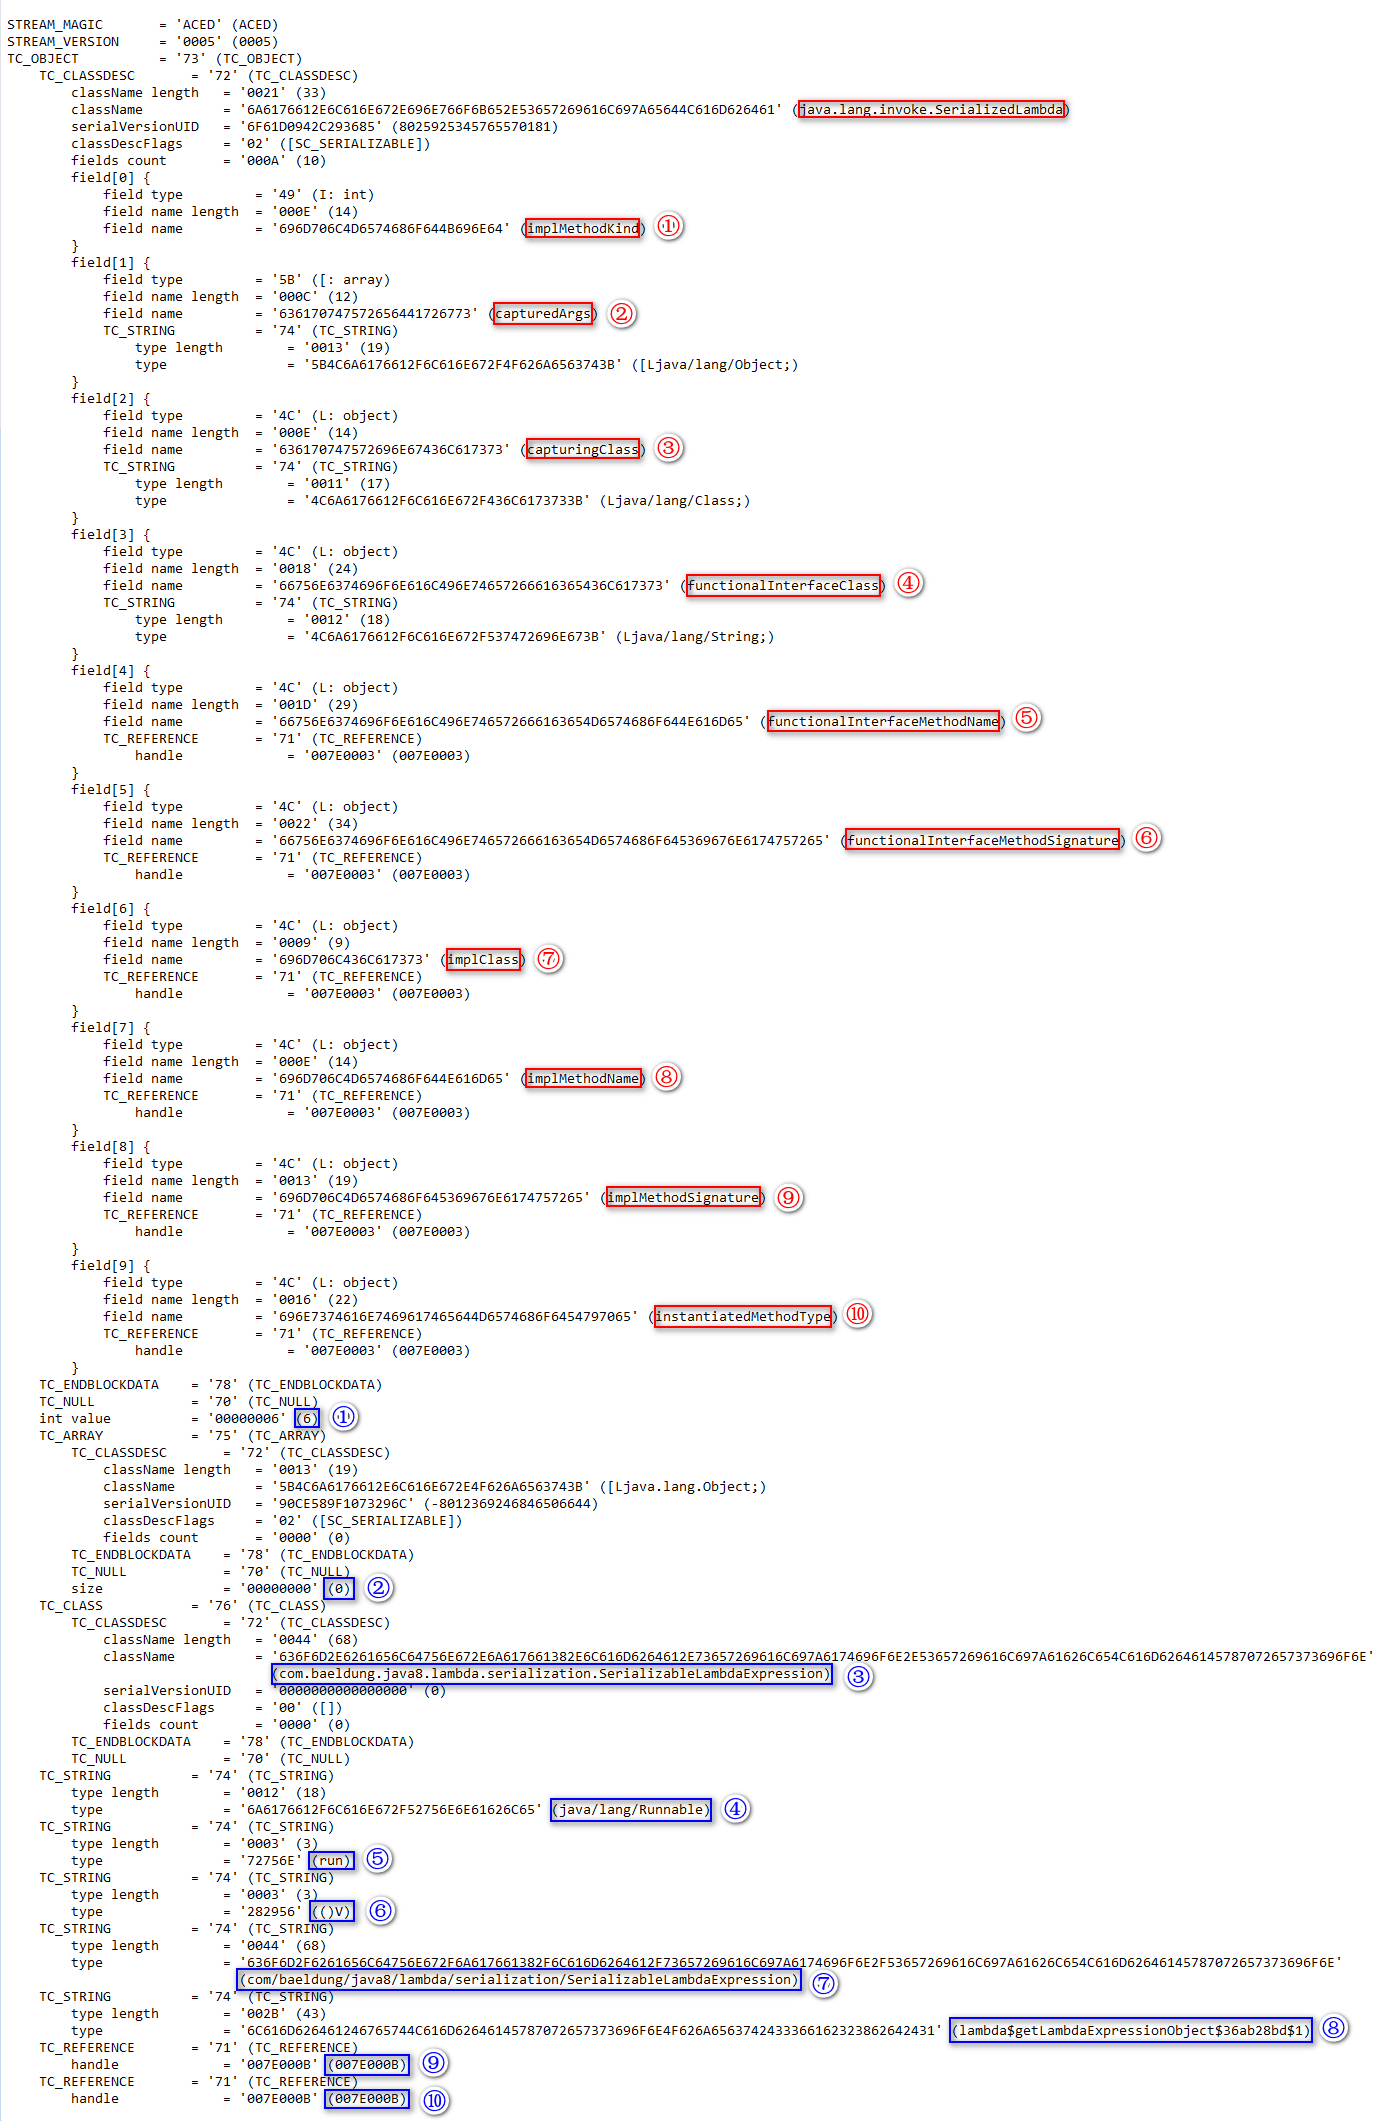 STREAM_MAGIC = 'ACED' (ACED)
STREAM_VERSION = '0005' (0005)
TC_OBJECT = '73' (TC_OBJECT)
TC_CLASSDESC = '72' (TC_CLASSDESC)
className length = '0021' (33)
className = '6A6176612E6C616E672E696E766F6B652E53657269616C697A65644C616D626461' (java.lang.invoke.SerializedLambda)
serialVersionUID = '6F61D0942C293685' (8025925345765570181)
classDescFlags = '02' ([SC_SERIALIZABLE])
fields count = '000A' (10)
field[0] {
field type = '49' (I: int)
field name length = '000E' (14)
field name = '696D706C4D6574686F644B696E64' (implMethodKind) ①
}
field[1] {
field type = '5B' ([: array)
field name length = '000C' (12)
field name = '636170747572656441726773' (capturedArgs) ②
TC_STRING = '74' (TC_STRING)
type length = '0013' (19)
type = '5B4C6A6176612F6C616E672F4F626A6563743B' ([Ljava/lang/Object;)
}
field[2] {
field type = '4C' (L: object)
field name length = '000E' (14)
field name = '636170747572696E67436C617373' (capturingClass) ③
TC_STRING = '74' (TC_STRING)
type length = '0011' (17)
type = '4C6A6176612F6C616E672F436C6173733B' (Ljava/lang/Class;)
}
field[3] {
field type = '4C' (L: object)
field name length = '0018' (24)
field name = '66756E6374696F6E616C496E74657266616365436C617373' (functionalInterfaceClass) ④
TC_STRING = '74' (TC_STRING)
type length = '0012' (18)
type = '4C6A6176612F6C616E672F537472696E673B' (Ljava/lang/String;)
}
field[4] {
field type = '4C' (L: object)
field name length = '001D' (29)
field name = '66756E6374696F6E616C496E746572666163654D6574686F644E616D65' (functionalInterfaceMethodName) ⑤
TC_REFERENCE = '71' (TC_REFERENCE)
handle = '007E0003' (007E0003)
}
field[5] {
field type = '4C' (L: object)
field name length = '0022' (34)
field name = '66756E6374696F6E616C496E746572666163654D6574686F645369676E6174757265' (functionalInterfaceMethodSignature) ⑥
TC_REFERENCE = '71' (TC_REFERENCE)
handle = '007E0003' (007E0003)
}
field[6] {
field type = '4C' (L: object)
field name length = '0009' (9)
field name = '696D706C436C617373' (implClass) ⑦
TC_REFERENCE = '71' (TC_REFERENCE)
handle = '007E0003' (007E0003)
}
field[7] {
field type = '4C' (L: object)
field name length = '000E' (14)
field name = '696D706C4D6574686F644E616D65' (implMethodName) ⑧
TC_REFERENCE = '71' (TC_REFERENCE)
handle = '007E0003' (007E0003)
}
field[8] {
field type = '4C' (L: object)
field name length = '0013' (19)
field name = '696D706C4D6574686F645369676E6174757265' (implMethodSignature) ⑨
TC_REFERENCE = '71' (TC_REFERENCE)
handle = '007E0003' (007E0003)
}
field[9] {
field type = '4C' (L: object)
field name length = '0016' (22)
field name = '696E7374616E7469617465644D6574686F6454797065' (instantiatedMethodType) ⑩
TC_REFERENCE = '71' (TC_REFERENCE)
handle = '007E0003' (007E0003)
}
TC_ENDBLOCKDATA = '78' (TC_ENDBLOCKDATA)
TC_NULL = '70' (TC_NULL)
int value = '00000006' (6) ①
TC_ARRAY = '75' (TC_ARRAY)
TC_CLASSDESC = '72' (TC_CLASSDESC)
className length = '0013' (19)
className = '5B4C6A6176612E6C616E672E4F626A6563743B' ([Ljava.lang.Object;)
serialVersionUID = '90CE589F1073296C' (-8012369246846506644)
classDescFlags = '02' ([SC_SERIALIZABLE])
fields count = '0000' (0)
TC_ENDBLOCKDATA = '78' (TC_ENDBLOCKDATA)
TC_NULL = '70' (TC_NULL)
size = '00000000' (0) ②
TC_CLASS = '76' (TC_CLASS)
TC_CLASSDESC = '72' (TC_CLASSDESC)
className length = '0044' (68)
className = '636F6D2E6261656C64756E672E6A617661382E6C616D6264612E73657269616C697A6174696F6E2E53657269616C697A61626C654C616D62646145787072657373696F6E'
(com.baeldung.java8.lambda.serialization.SerializableLambdaExpression) ③
serialVersionUID = '0000000000000000' (0)
classDescFlags = '00' ([])
fields count = '0000' (0)
TC_ENDBLOCKDATA = '78' (TC_ENDBLOCKDATA)
TC_NULL = '70' (TC_NULL)
TC_STRING = '74' (TC_STRING)
type length = '0012' (18)
type = '6A6176612F6C616E672F52756E6E61626C65' (java/lang/Runnable) ④
TC_STRING = '74' (TC_STRING)
type length = '0003' (3)
type = '72756E' (run) ⑤
TC_STRING = '74' (TC_STRING)
type length = '0003' (3)
type = '282956' (()V) ⑥
TC_STRING = '74' (TC_STRING)
type length = '0044' (68)
type = '636F6D2F6261656C64756E672F6A617661382F6C616D6264612F73657269616C697A6174696F6E2F53657269616C697A61626C654C616D62646145787072657373696F6E'
(com/baeldung/java8/lambda/serialization/SerializableLambdaExpression) ⑦
TC_STRING = '74' (TC_STRING)
type length = '002B' (43)
type = '6C616D626461246765744C616D62646145787072657373696F6E4F626A6563742433366162323862642431' (lambda$getLambdaExpressionObject$36ab28bd$1) ⑧
TC_REFERENCE = '71' (TC_REFERENCE)
handle = '007E000B' (007E000B) ⑨
TC_REFERENCE = '71' (TC_REFERENCE)
handle = '007E000B' (007E000B) ⑩